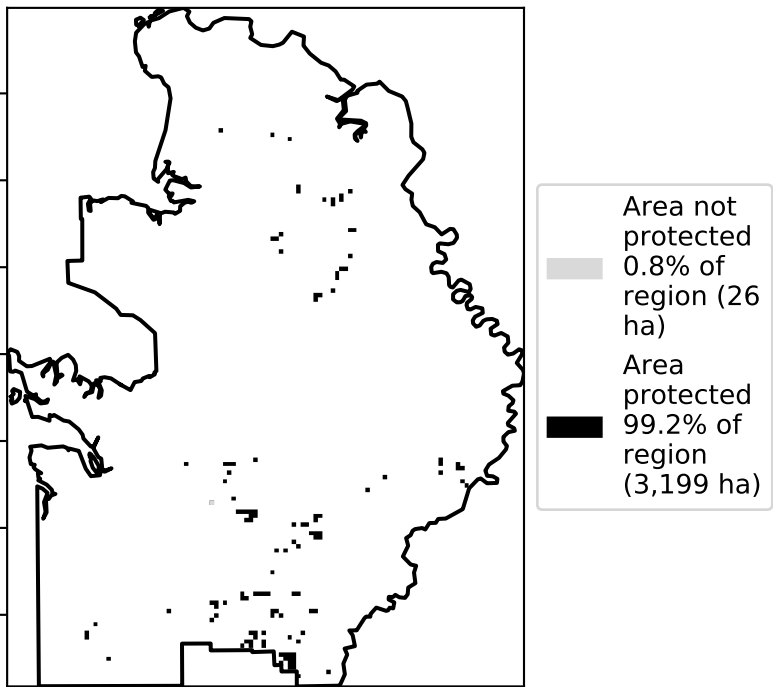 Area not
protected
0.8% of
region (26
ha)
Area
protected
99.2% of
region
(3,199 ha)